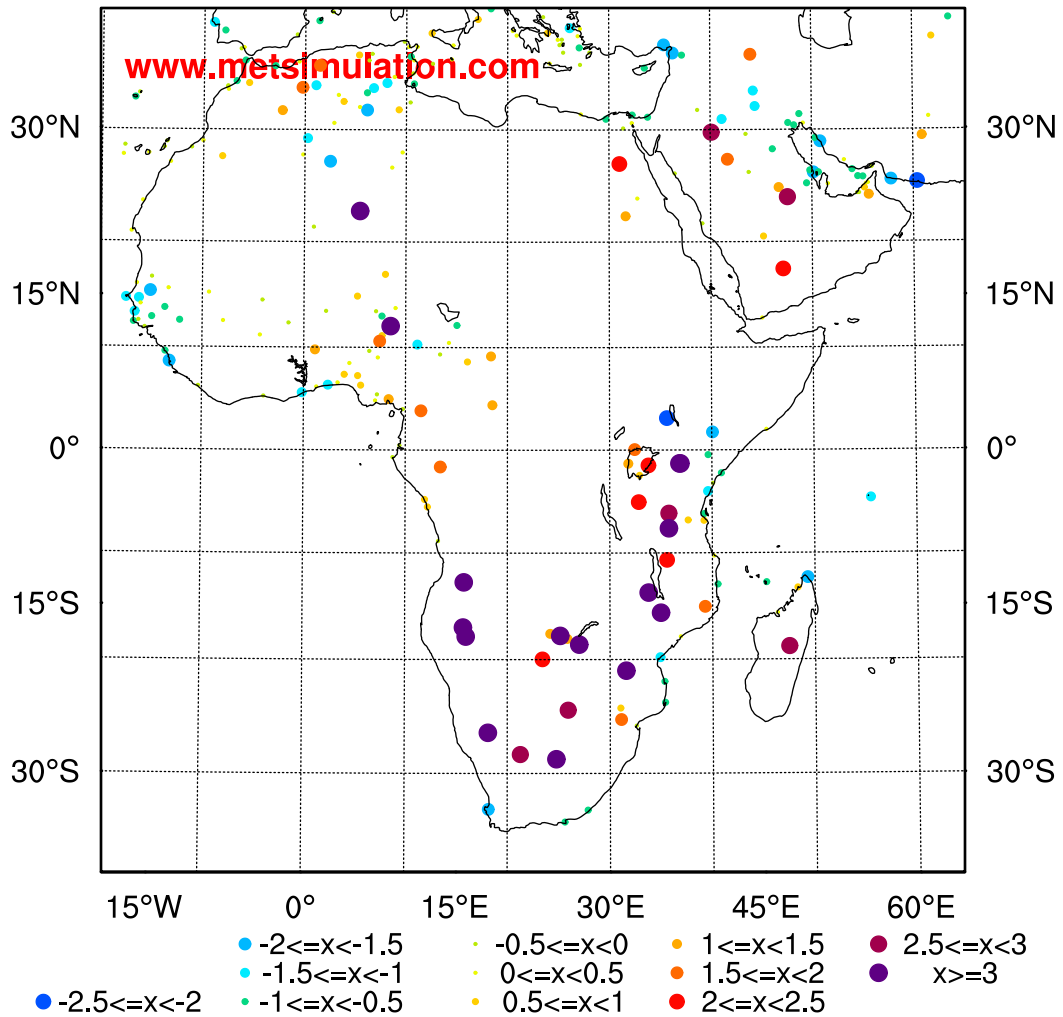 www.metsimulation.com
30°N 30°N
15°N 15°N
0° 0°
15°S 15°S
30°S 30°S
15°W 0° 15°E 30°E 45°E 60°E
-2<=x<-1.5 -0.5<=x<0 1<=x<1.5 2.5<=x<3
-1.5<=x<-1 0<=x<0.5 1.5<=x<2 x>=3
-2.5<=x<-2 -1<=x<-0.5 0.5<=x<1 2<=x<2.5